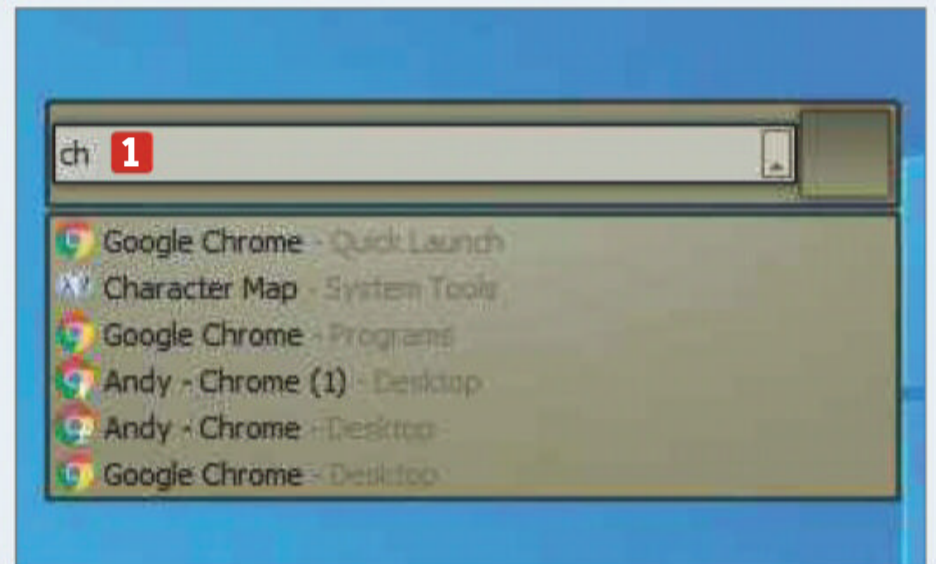 ch 1
Google Chrome - Quick Launch
Character Map - System Tools
Google Chrome - Programs
Andy - Chrome (1) - Desktop
Andy - Chrome - Desktop
Google Chrome - Desktop